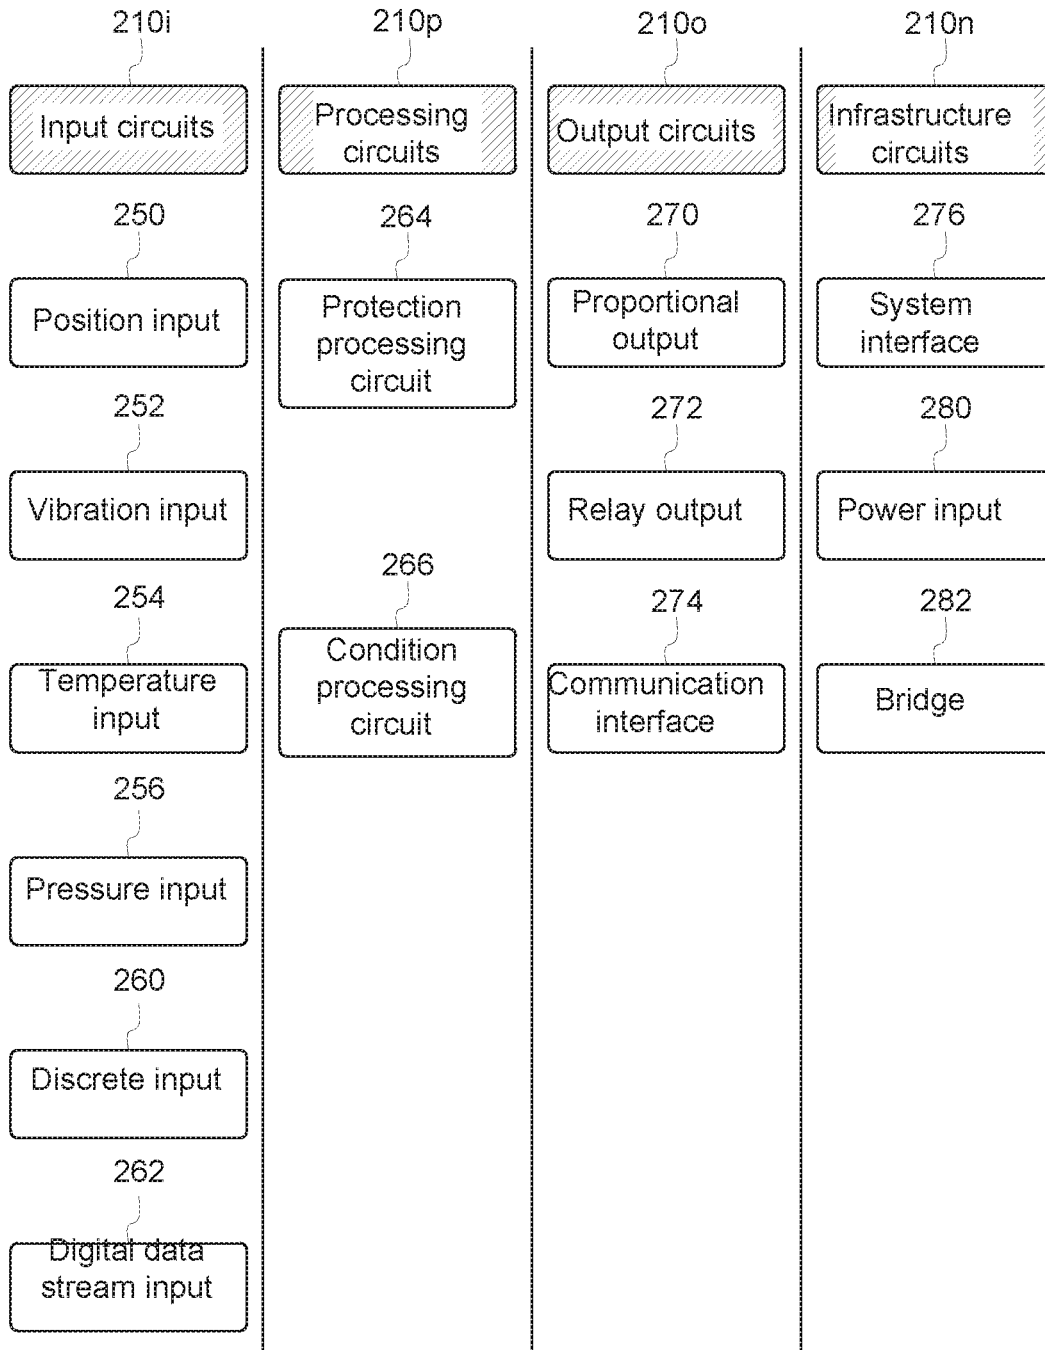 210i
Input circuits
250
Position input
252
Vibration input
254
Temperature
input
256
Pressure input
260
Discrete input
262
Digital data
stream input
210p
Processing
circuits
264
Protection
processing
circuit
266
Condition
processing
circuit
210o
Output circuits
270
Proportional
output
272
Relay output
274
Communication
interface
210n
Infrastructure
circuits
276
System
interface
280
Power input
282
Bridge